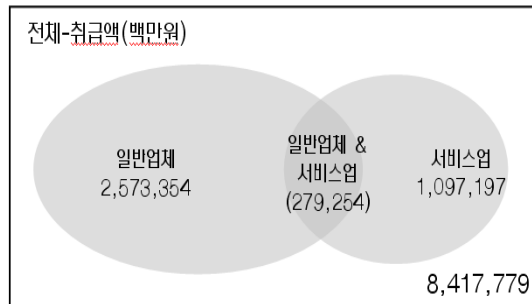 전체-취급액(백만원)
일반업체
2,573,354
일반업체 &
서비스업
(279,254)
서비스업
1,097,197
8,417,779